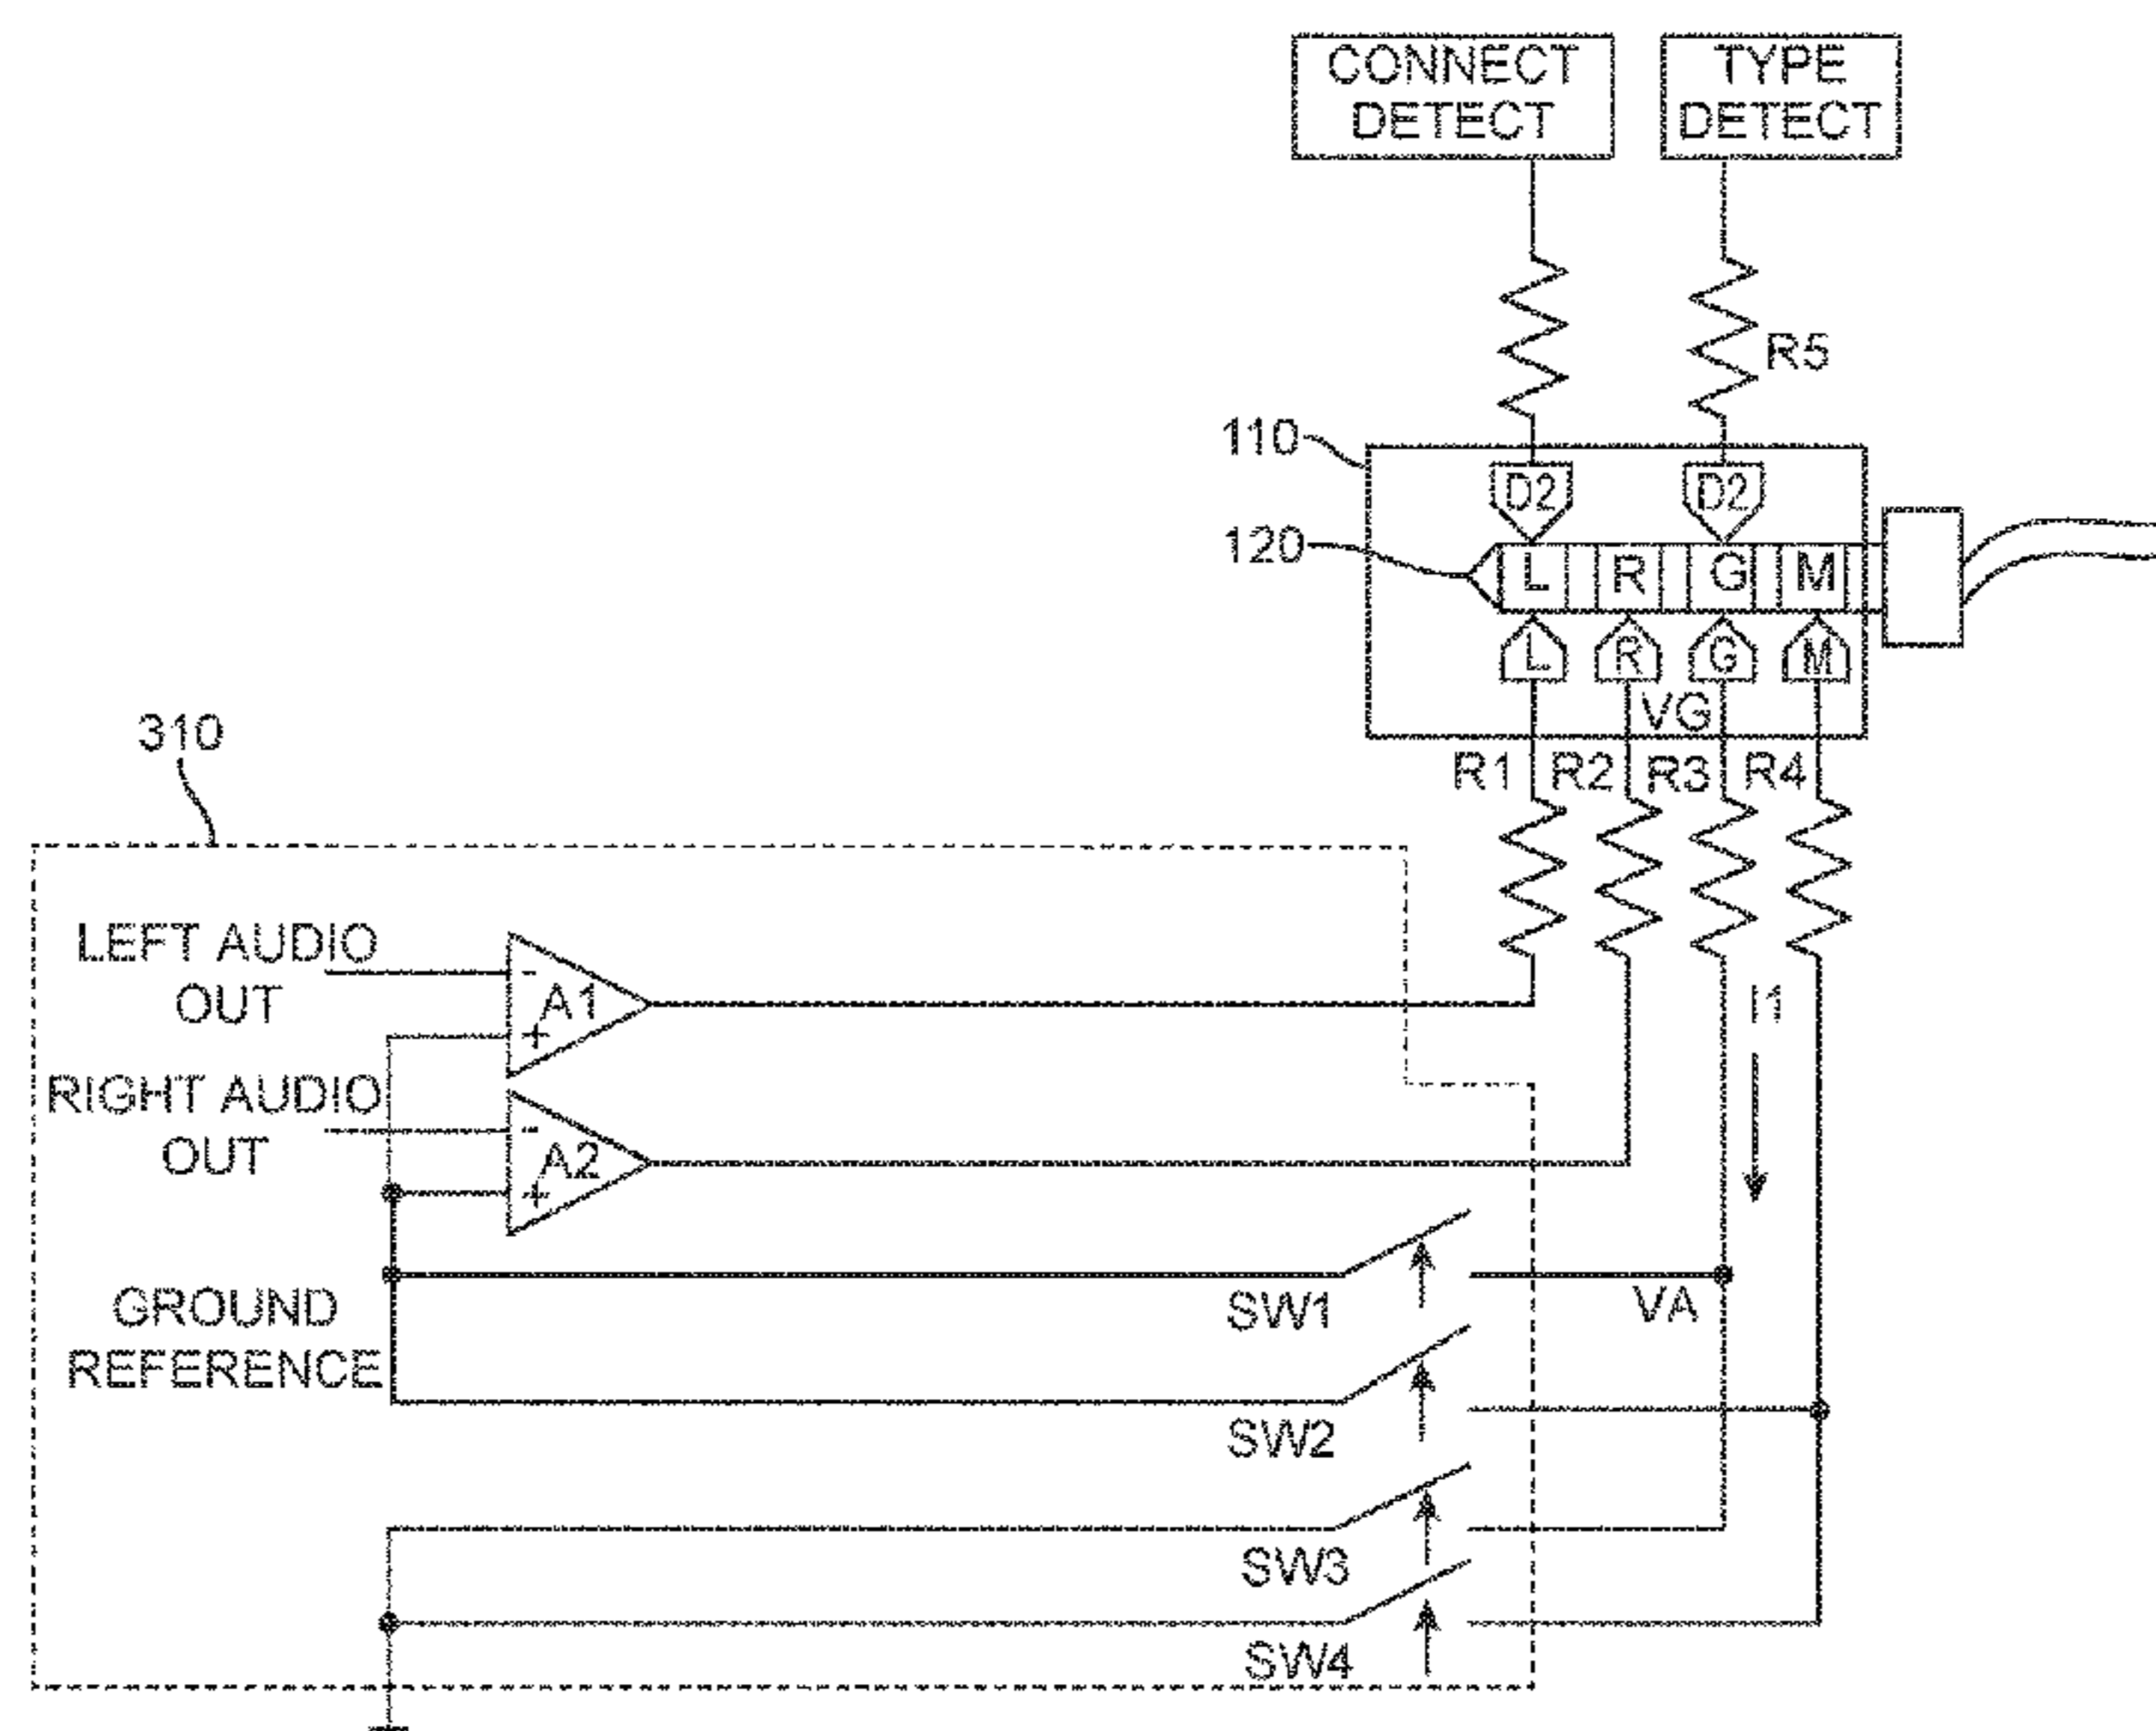 CONNECT
DETECT
TYPE
DETECT
R5
110
D2
D2
120
L
R
G
M
L
R
G
M
VG
310
R1
R2
R3
R4
LEFT AUDIO
OUT
-
A1
+
I1
RIGHT AUDIO
OUT
-
A2
+
GROUND
REFERENCE
SW1
VA
SW2
SW3
SW4